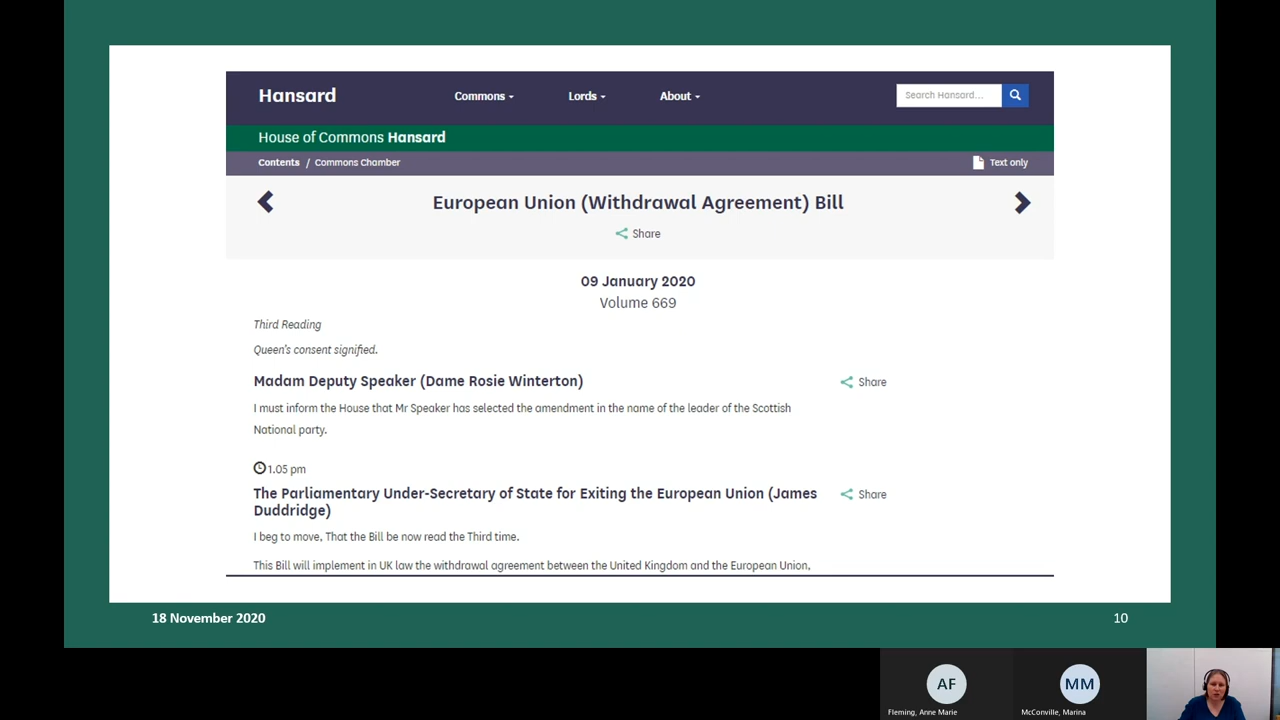 Hansard
Commons
Lords
About
Search Hansard...
House of Commons Hansard
Contents / Commons Chamber
Text only
European Union (Withdrawal Agreement) Bill
Share
09 January 2020
Volume 669
Third Reading
Queen's consent signified.
Madam Deputy Speaker (Dame Rosie Winterton)
Share
I must inform the House that Mr Speaker has selected the amendment in the name of the leader of the Scottish
National party.
1.05 pm
The Parliamentary Under-Secretary of State for Exiting the European Union (James
Duddridge)
Share
I beg to move, That the Bill be now read the Third time.
This Bill will implement in UK law the withdrawal agreement between the United Kingdom and the European Union,
18 November 2020
10
AF
Fleming, Anne Marie
MM
McConville, Marina